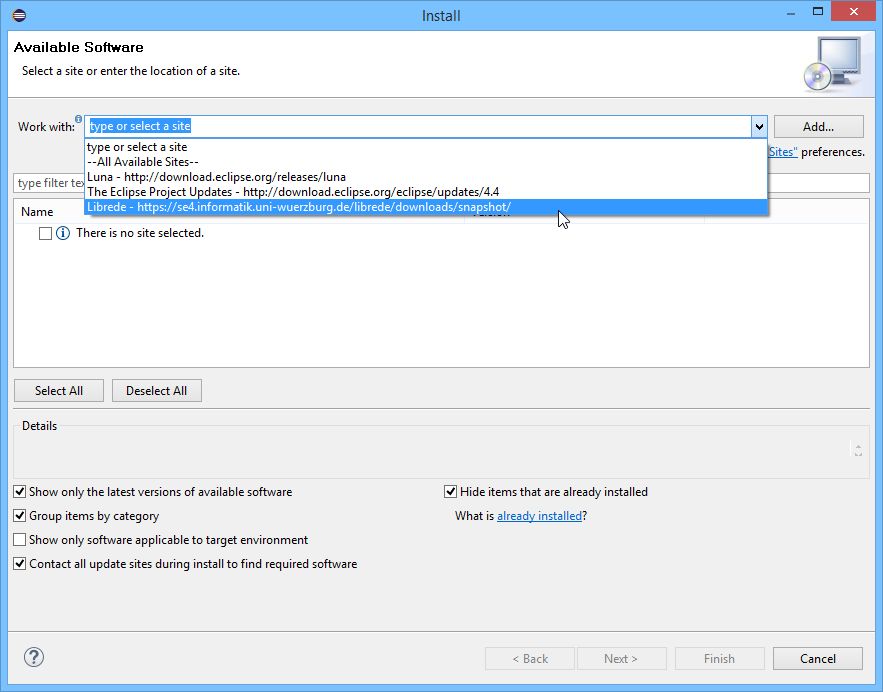 Install
Available Software
Select a site or enter the location of a site.
Work with: type or select a site Add...
type or select a site
--All Available Sites--
Sites" preferences.
Luna - http://download.eclipse.org/releases/luna
The Eclipse Project Updates - http://download.eclipse.org/eclipse/updates/4.4
type filter
Librede - https://se4.informatik.uni-wuerzburg.de/librede/downloads/snapshot/
Name
There is no site selected.
Select All Deselect All
Details
Show only the latest versions of available software Hide items that are already installed
Group items by category What is already installed?
Show only software applicable to target environment
Contact all update sites during install to find required software
< Back Next > Finish Cancel